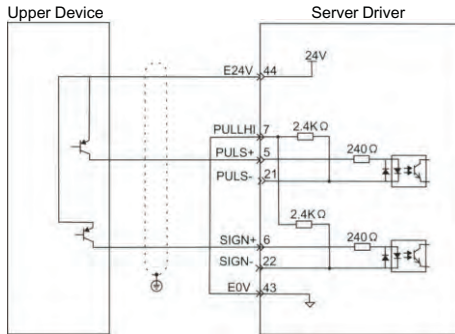 Upper Device Server Driver
24V
E24V 44
PULLHI 7 2.4KΩ
PULS+ 5 240Ω
PULS- 21
2.4KΩ
SIGN+ 6 240Ω
SIGN- 22
E0V 43